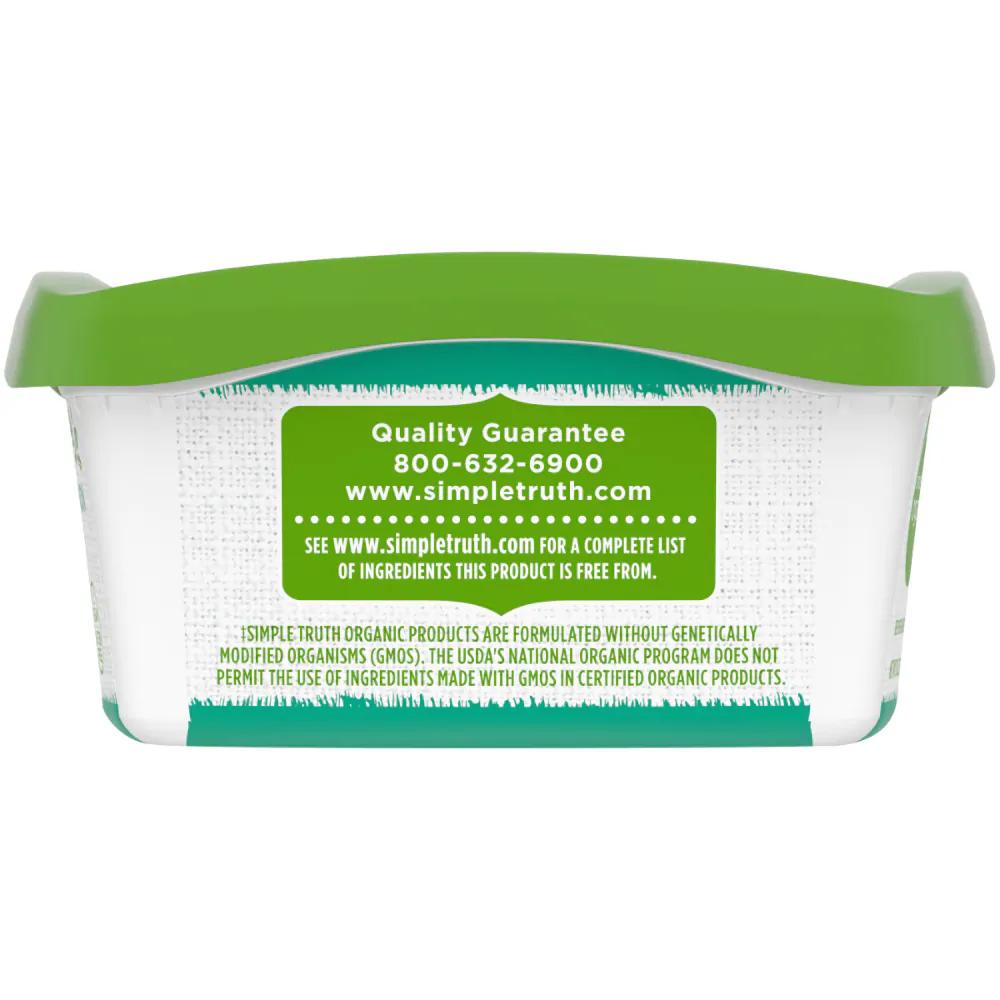 Quality Guarantee
800-632-6900
www.simpletruth.com
SEE www.simpletruth.com FOR A COMPLETE LIST
OF INGREDIENTS THIS PRODUCT IS FREE FROM.
‡SIMPLE TRUTH ORGANIC PRODUCTS ARE FORMULATED WITHOUT GENETICALLY
MODIFIED ORGANISMS (GMOS). THE USDA'S NATIONAL ORGANIC PROGRAM DOES NOT
PERMIT THE USE OF INGREDIENTS MADE WITH GMOS IN CERTIFIED ORGANIC PRODUCTS.